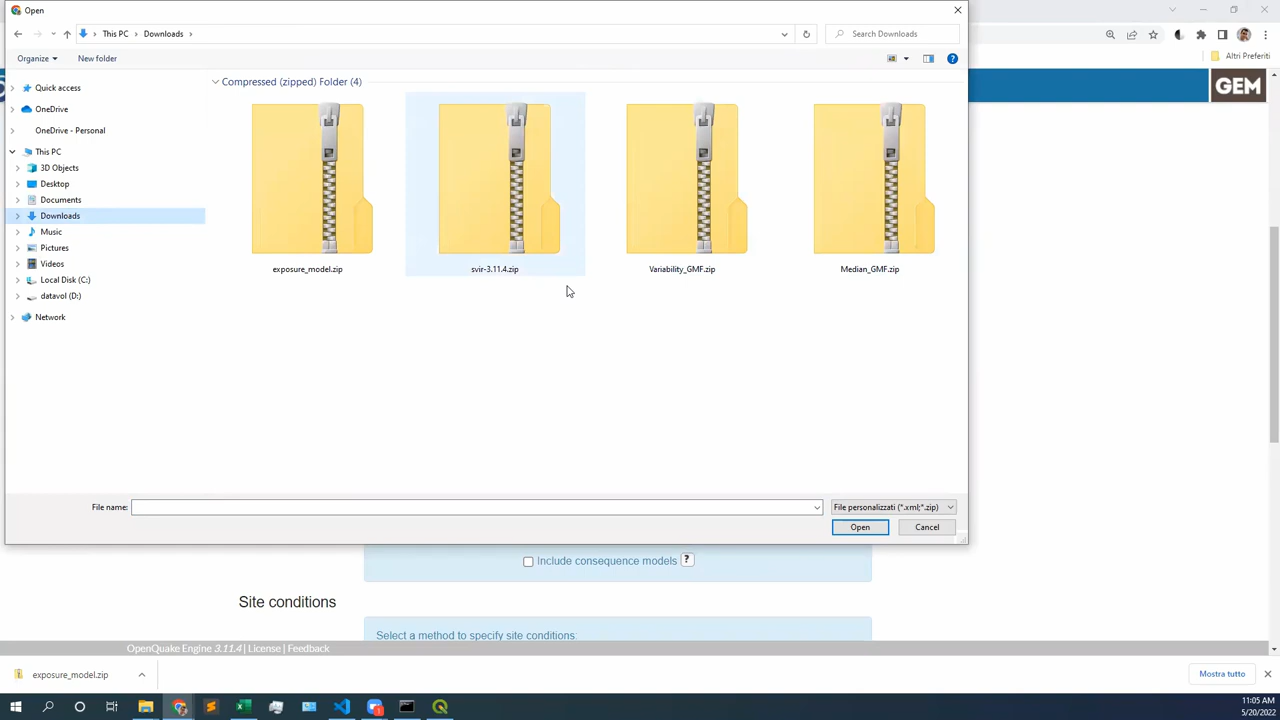 Open
This PC
Downloads
Search Downloads
Organize
New folder
?
Altri Preferiti
GEM
Quick access
OneDrive
OneDrive - Personal
This PC
3D Objects
Desktop
Documents
Downloads
Music
Pictures
Videos
Local Disk (C:)
datavol (D:)
Network
Compressed (zipped) Folder (4)
exposure_model.zip
svir-3.11.4.zip
Variability_GMF.zip
Median_GMF.zip
File name:
File personalizzati (*.xml;*.zip)
Open
Cancel
Include consequence models ?
Site conditions
Select a method to specify site conditions:
OpenQuake Engine 3.11.4 | License | Feedback
exposure_model.zip
Mostra tutto
11:05 AM
5/20/2022